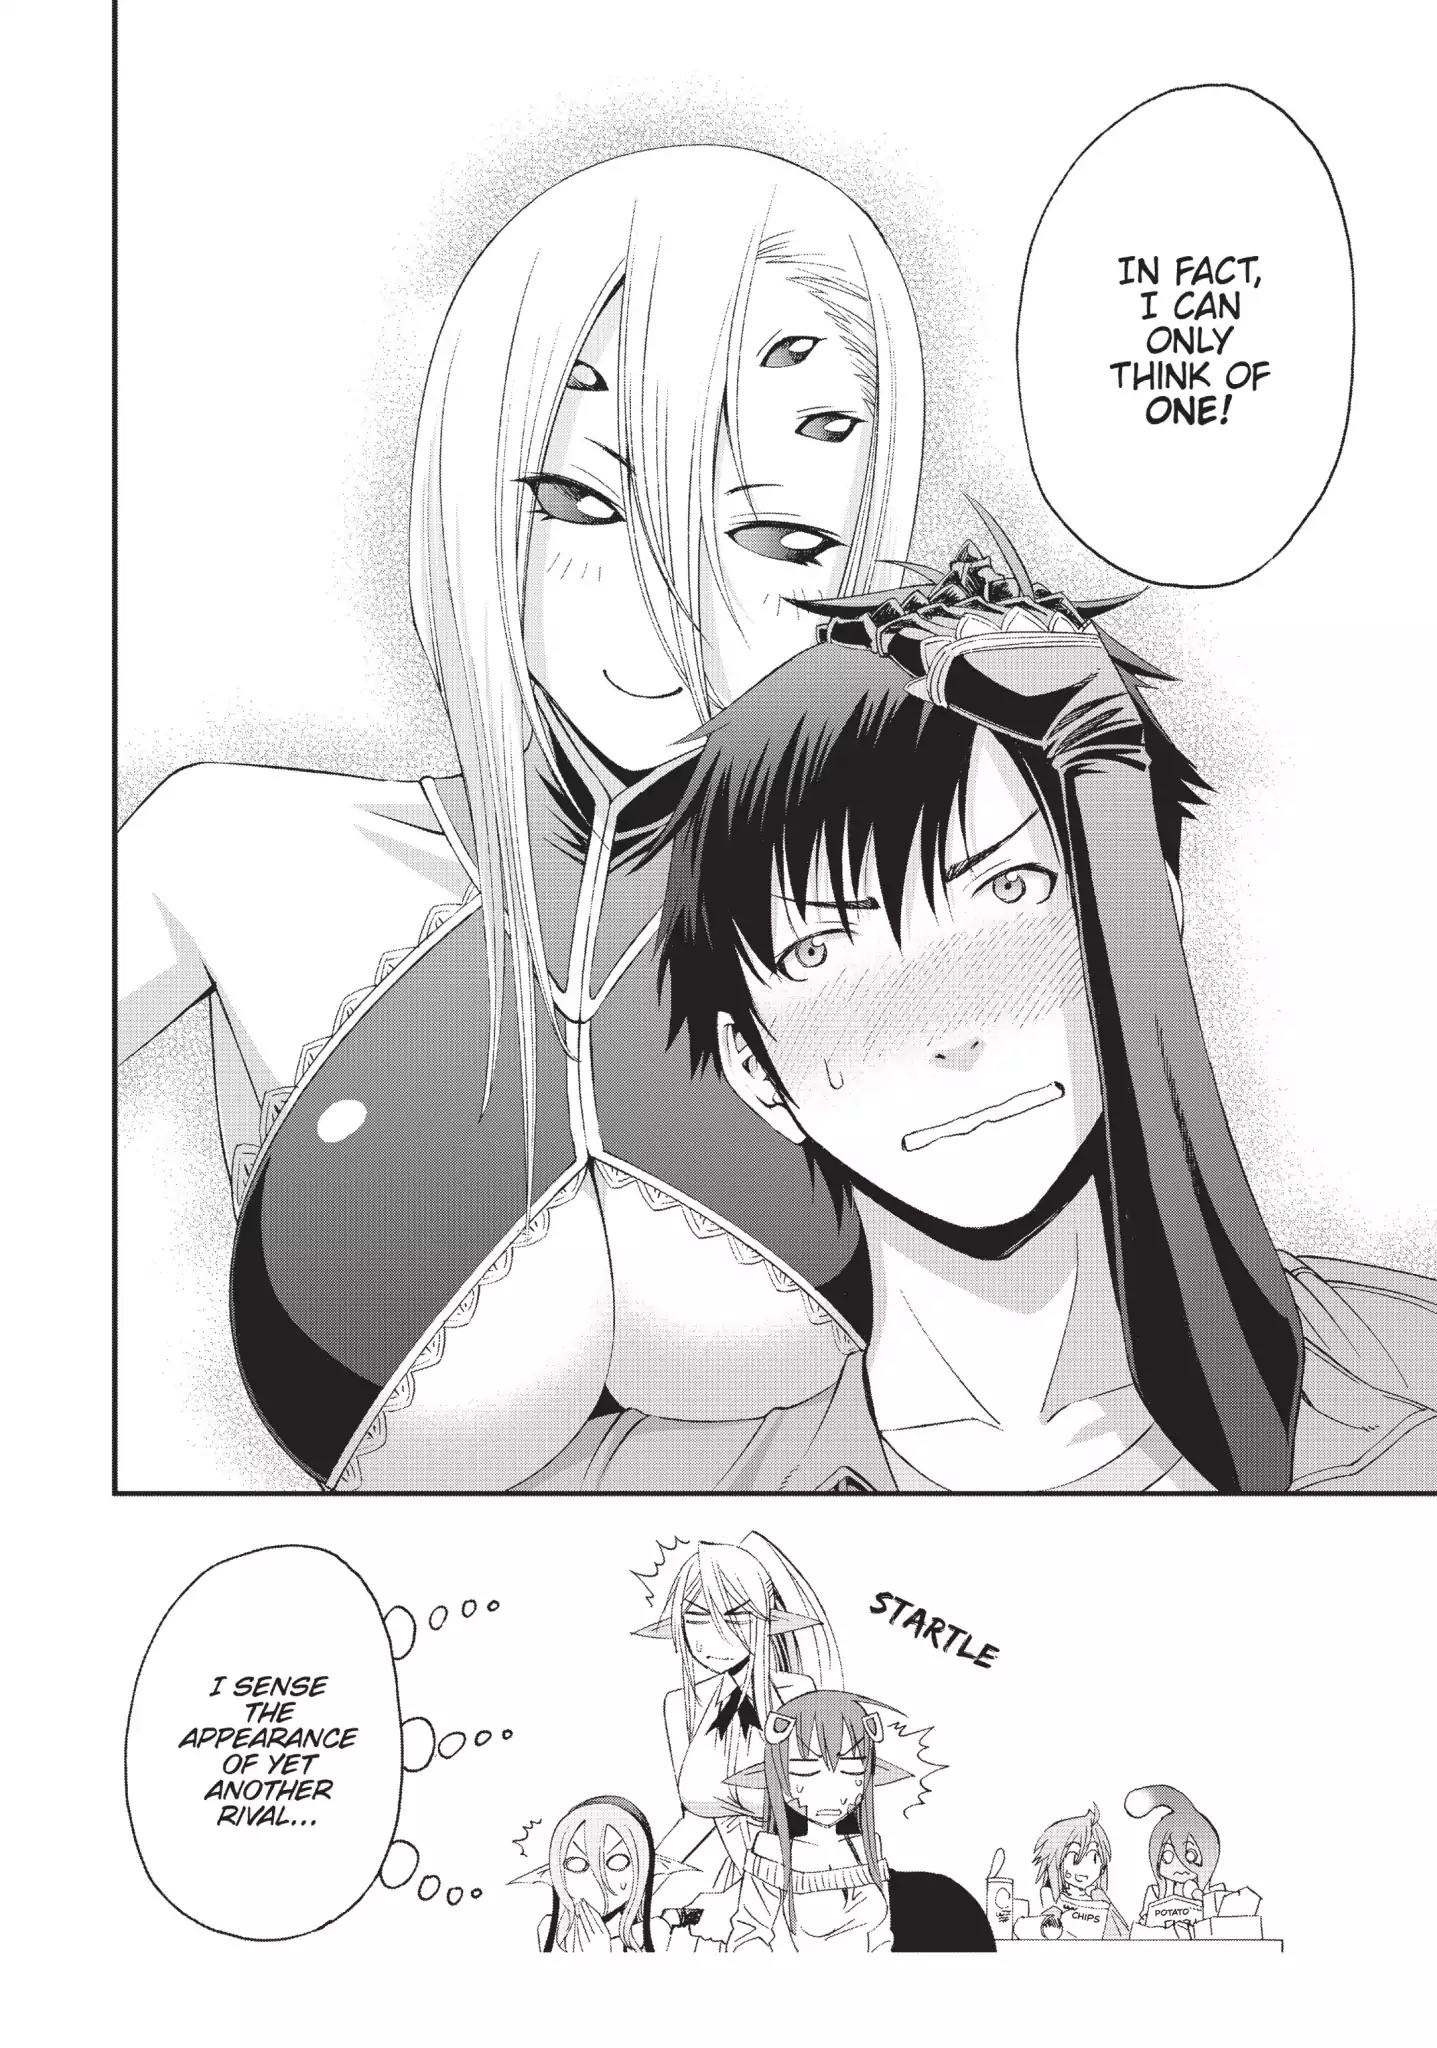 IN FACT,
I CAN
ONLY
THINK OF
ONE!
STARTLE
I SENSE
THE
APPEARANCE
OF YET
ANOTHER
RIVAL...
CHIPS
POTATO